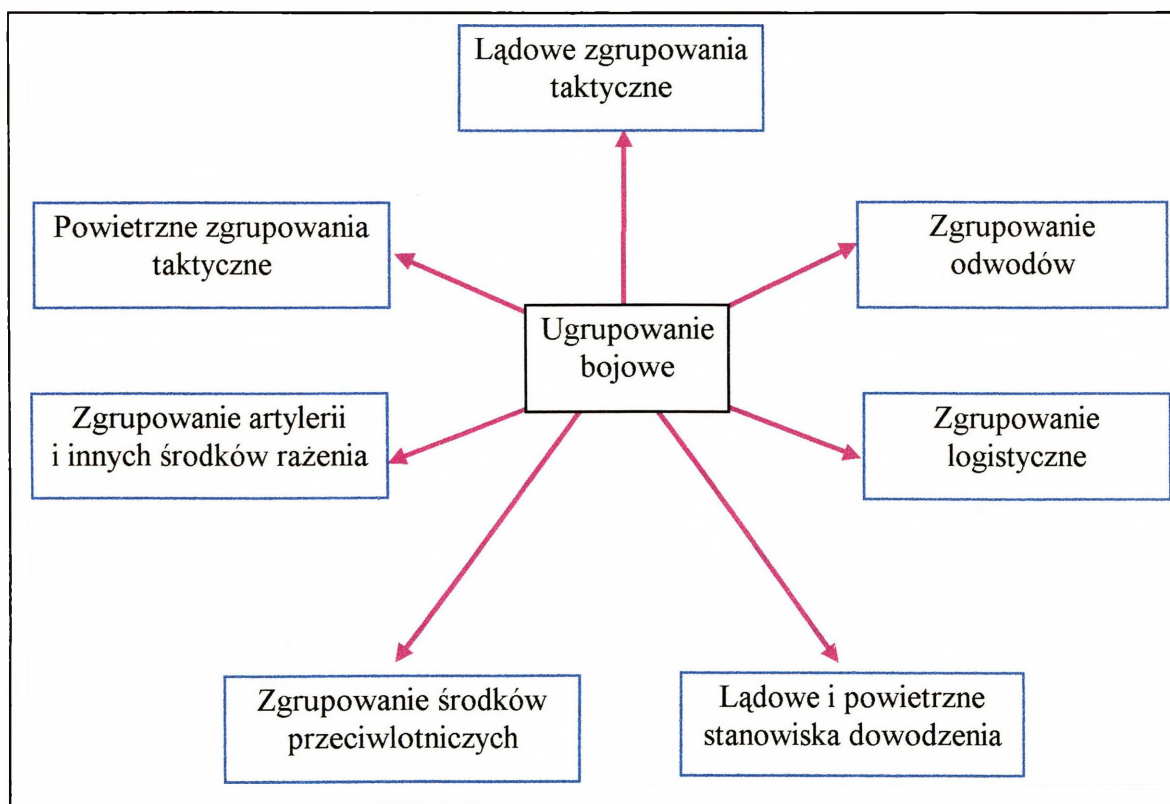 Lądowe zgrupowania
taktyczne
Powietrzne zgrupowania
taktyczne
Zgrupowanie
odwodów
Ugrupowanie
bojowe
Zgrupowanie artylerii
i innych środków rażenia
Zgrupowanie
logistyczne
Zgrupowanie środków
przeciwlotniczych
Lądowe i powietrzne
stanowiska dowodzenia